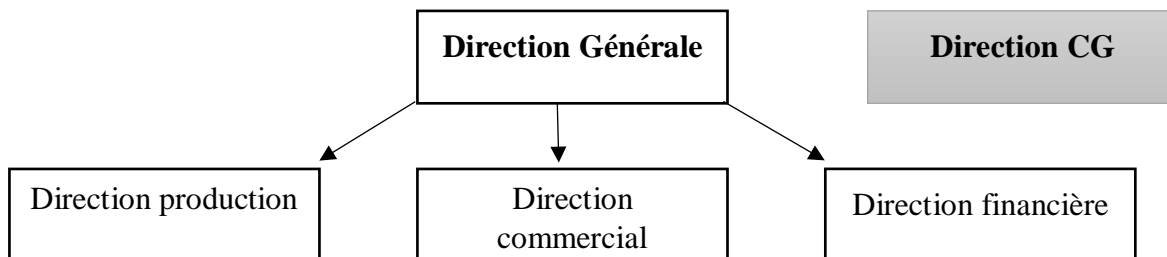 Direction Générale
Direction CG
Direction production
Direction
commercial
Direction financière